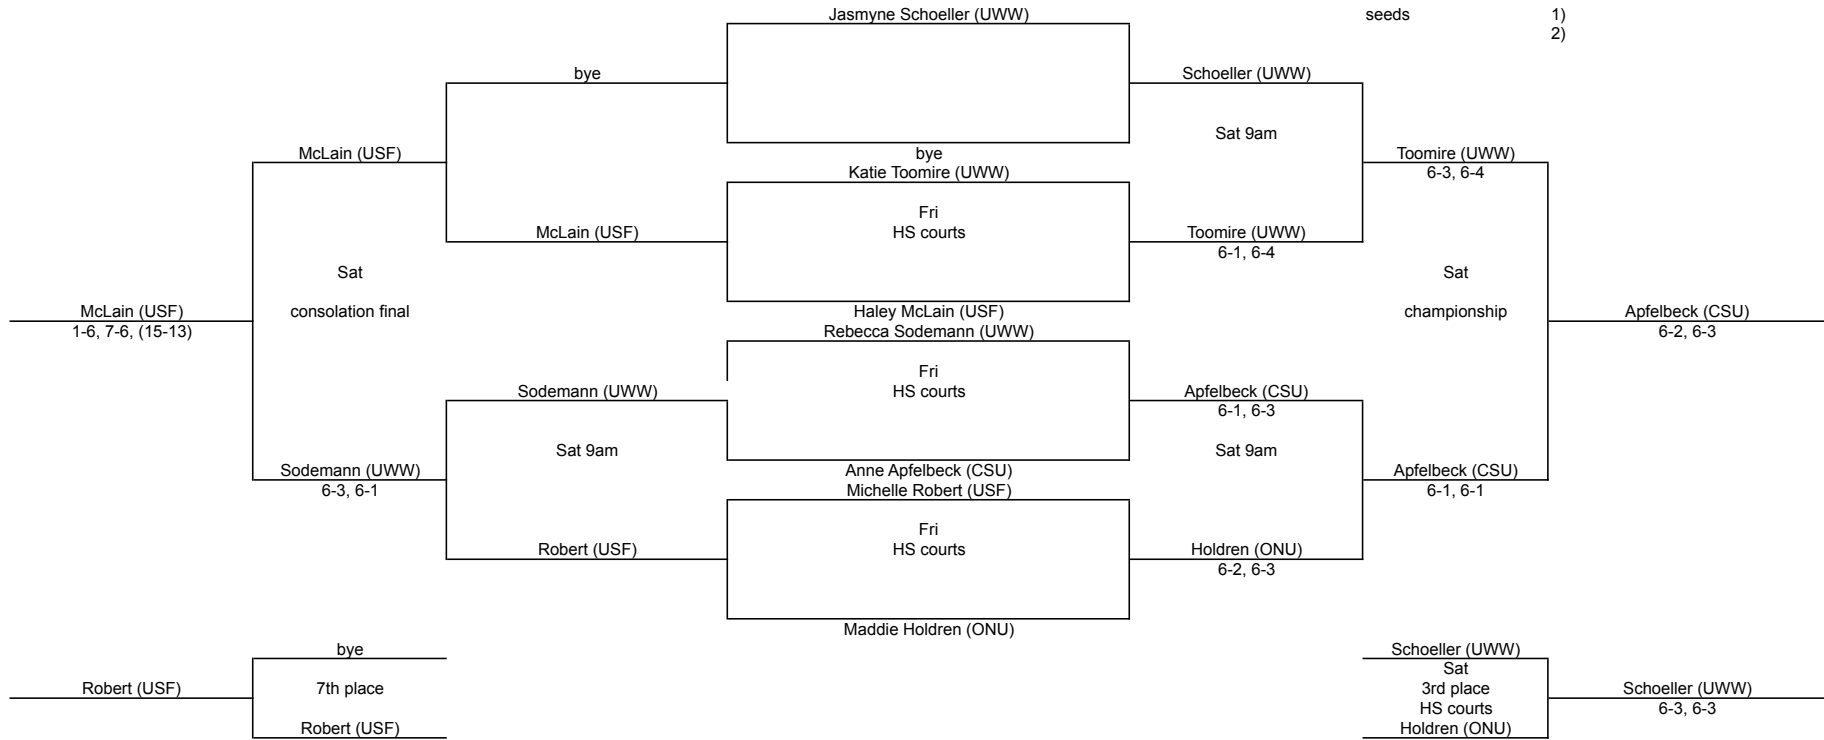 Jasmyne Schoeller (UWW)
seeds 1)
2)
bye
Schoeller (UWW)
Sat 9am
McLain (USF)
bye
Toomire (UWW)
Katie Toomire (UWW)
6-3, 6-4
Fri
HS courts
McLain (USF)
Toomire (UWW)
6-1, 6-4
Sat
Sat
McLain (USF)
consolation final
Haley McLain (USF)
championship
Apfelbeck (CSU)
1-6, 7-6, (15-13)
Rebecca Sodemann (UWW)
6-2, 6-3
Fri
HS courts
Sodemann (UWW)
Apfelbeck (CSU)
6-1, 6-3
Sat 9am
Sat 9am
Sodemann (UWW)
Anne Apfelbeck (CSU)
Apfelbeck (CSU)
6-3, 6-1
Michelle Robert (USF)
6-1, 6-1
Fri
HS courts
Robert (USF)
Holdren (ONU)
6-2, 6-3
Maddie Holdren (ONU)
bye
Schoeller (UWW)
Sat
Robert (USF)
7th place
3rd place
Schoeller (UWW)
HS courts
6-3, 6-3
Robert (USF)
Holdren (ONU)